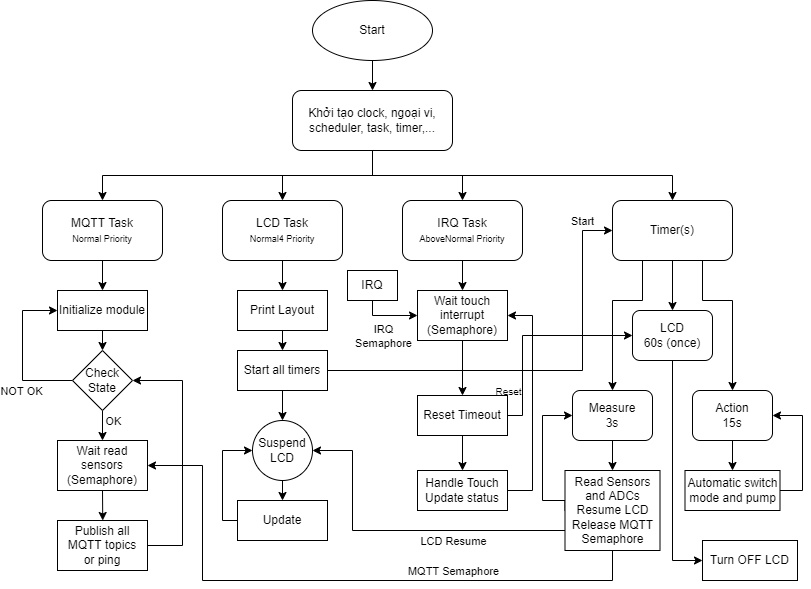 Start
Khởi tạo clock, ngoại vi,
scheduler, task, timer,...
MQTT Task
Normal Priority
LCD Task
Normal4 Priority
IRQ Task
AboveNormal Priority
Start
Timer(s)
Initialize module
Print Layout
IRQ
Wait touch
interrupt
(Semaphore)
IRQ
Semaphore
LCD
60s (once)
Check
State
NOT OK
OK
Start all timers
Reset
Reset Timeout
Measure
3s
Action
15s
Wait read
sensors
(Semaphore)
Suspend
LCD
Handle Touch
Update status
Read Sensors
and ADCs
Resume LCD
Release MQTT
Semaphore
Automatic switch
mode and pump
Publish all
MQTT topics
or ping
Update
LCD Resume
Turn OFF LCD
MQTT Semaphore